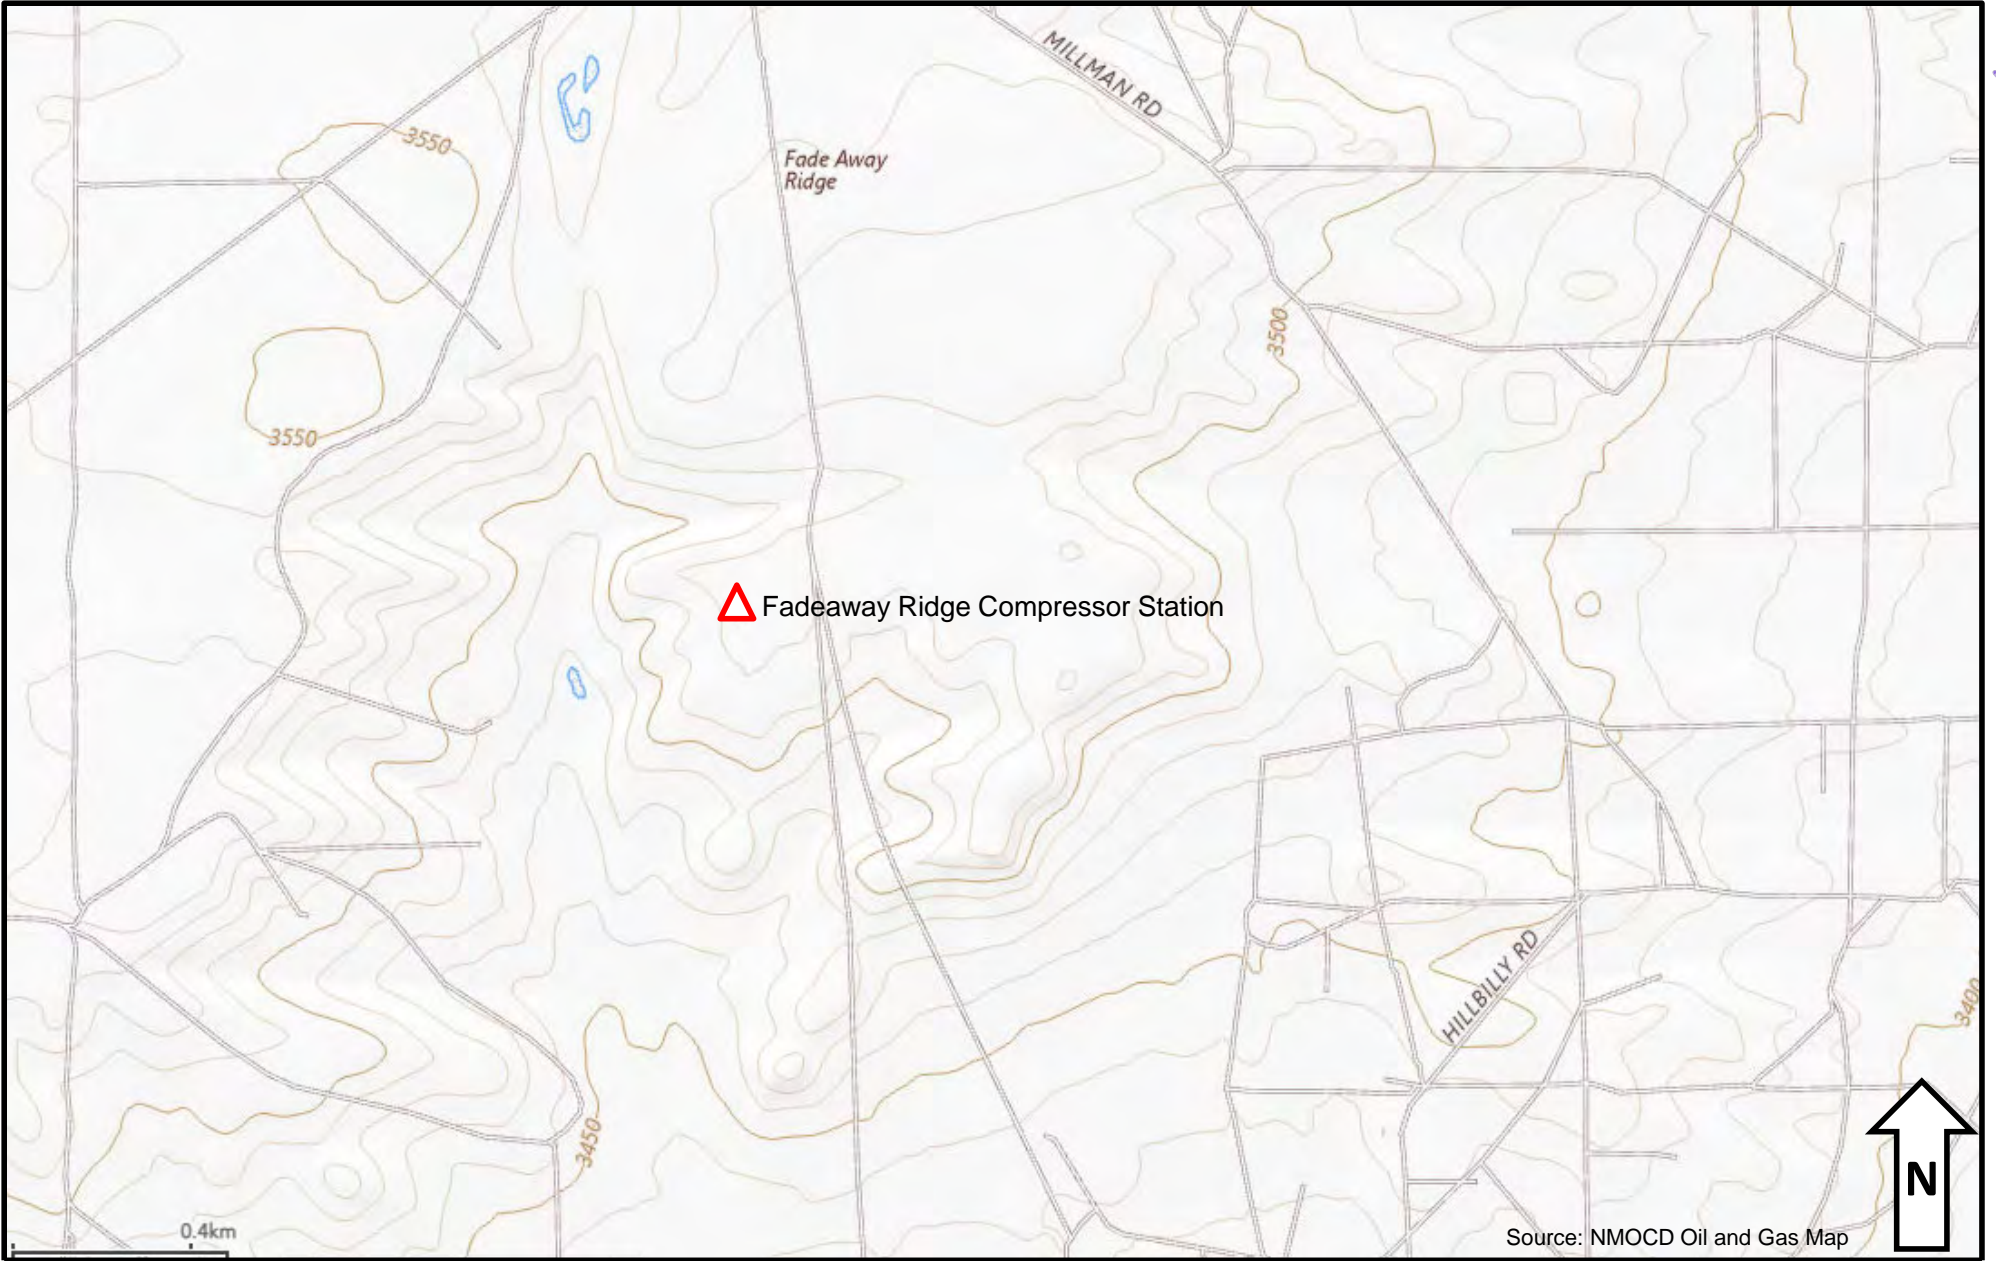 MILLMAN RD
3550
Fade Away
Ridge
3500
3550
Fadeaway Ridge Compressor Station
HILLBILLY RD
3400
3450
N
0.4km
Source: NMOCD Oil and Gas Map